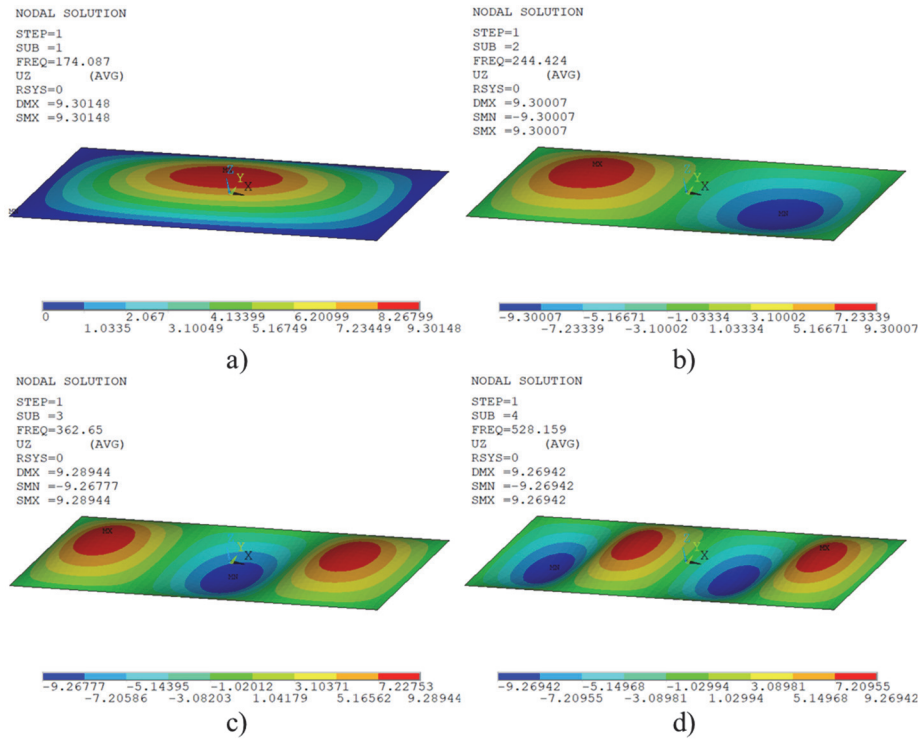 NODAL SOLUTION
STEP=1
SUB =1
FREQ=174.087
UZ (AVG)
RSYS=0
DMX =9.30148
SMX =9.30148
MX
Z
Y
X
MN
0 2.067 4.13399 6.20099 8.26799
1.0335 3.10049 5.16749 7.23449 9.30148
a)
NODAL SOLUTION
STEP=1
SUB =2
FREQ=244.424
UZ (AVG)
RSYS=0
DMX =9.30007
SMN =-9.30007
SMX =9.30007
MX
Y
X
MN
-9.30007 -5.16671 -1.03334 3.10002 7.23339
-7.23339 -3.10002 1.03334 5.16671 9.30007
b)
NODAL SOLUTION
STEP=1
SUB =3
FREQ=362.65
UZ (AVG)
RSYS=0
DMX =9.28944
SMN =-9.26777
SMX =9.28944
MX
Y
X
MN
-9.26777 -5.14395 -1.02012 3.10371 7.22753
-7.20586 -3.08203 1.04179 5.16562 9.28944
c)
NODAL SOLUTION
STEP=1
SUB =4
FREQ=528.159
UZ (AVG)
RSYS=0
DMX =9.26942
SMN =-9.26942
SMX =9.26942
Y
X
MX
MN
-9.26942 -5.14968 -1.02994 3.08981 7.20955
-7.20955 -3.08981 1.02994 5.14968 9.26942
d)